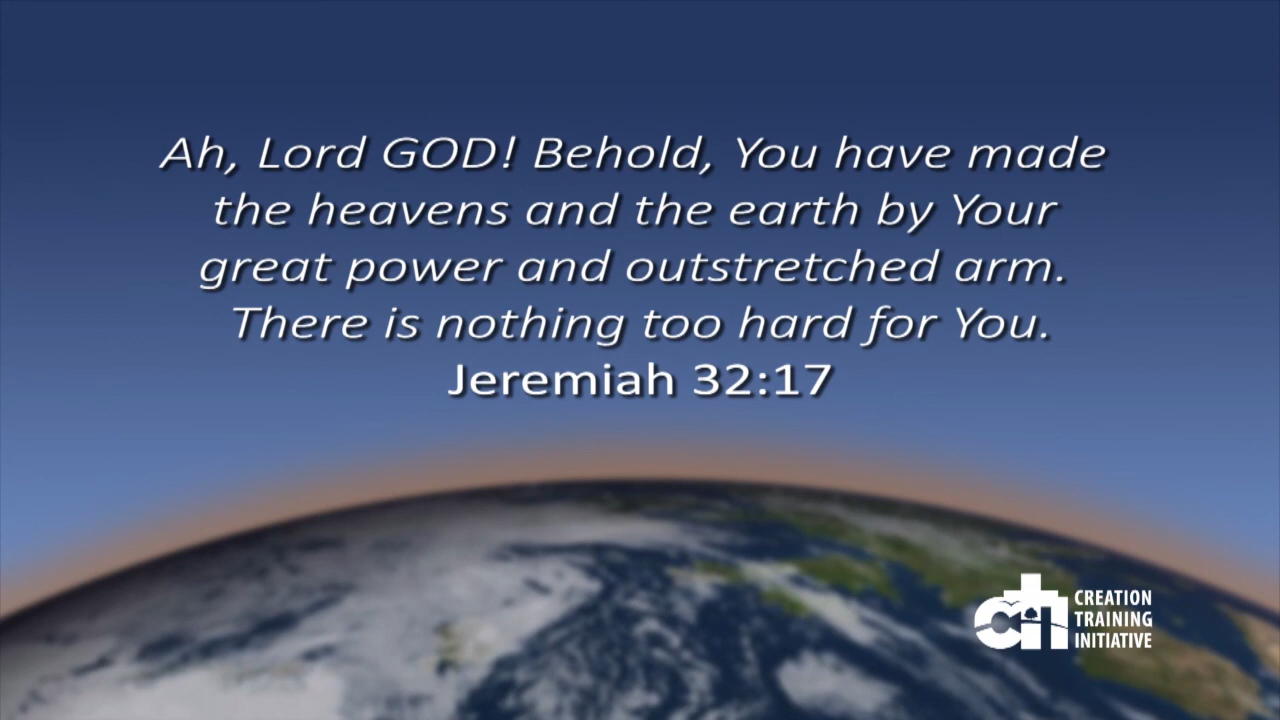 Ah, Lord GOD! Behold, You have made
the heavens and the earth by Your
great power and outstretched arm.
There is nothing too hard for You.
Jeremiah 32:17
CREATION
TRAINING
INITIATIVE